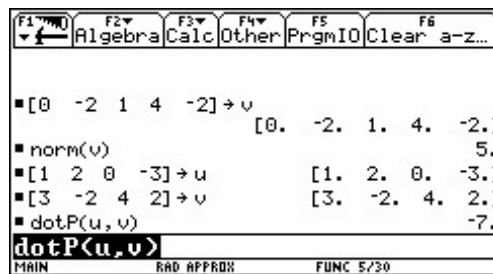 F1 F2 F3 F4 F5 F6
Algebra Calc Other PrgmIO Clear a-z…
[0 -2 1 4 -2]→v
[0. -2. 1. 4. -2.]
norm(v) 5.
[1 2 0 -3]→u [1. 2. 0. -3.]
[3 -2 4 2]→v [3. -2. 4. 2.]
dotP(u,v) -7.
dotP(u,v)
MAIN RAD APPROX FUNC 5/30